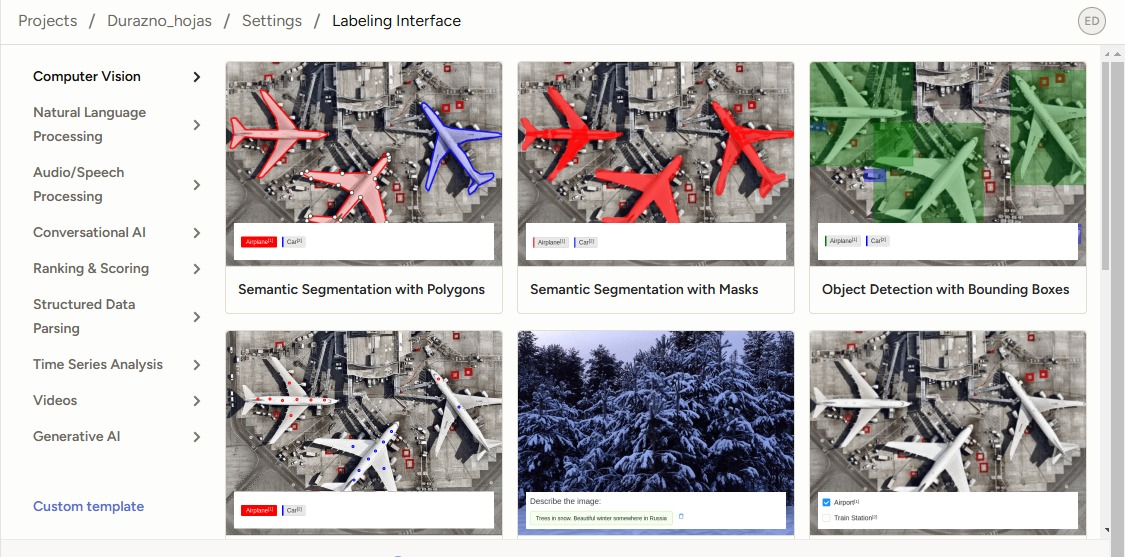 Projects / Durazno_hojas / Settings / Labeling Interface
ED
Computer Vision
Natural Language
Processing
Audio/Speech
Processing
Conversational AI
Ranking & Scoring
Structured Data
Parsing
Time Series Analysis
Videos
Generative AI
Custom template
Airplane[1] Car[2]
Semantic Segmentation with Polygons
Airplane[1] Car[2]
Semantic Segmentation with Masks
Airplane[1] Car[2]
Object Detection with Bounding Boxes
Airplane[1] Car[2]
Describe the image:
Trees in snow. Beautiful winter somewhere in Russia
Airport[1]
Train Station[2]